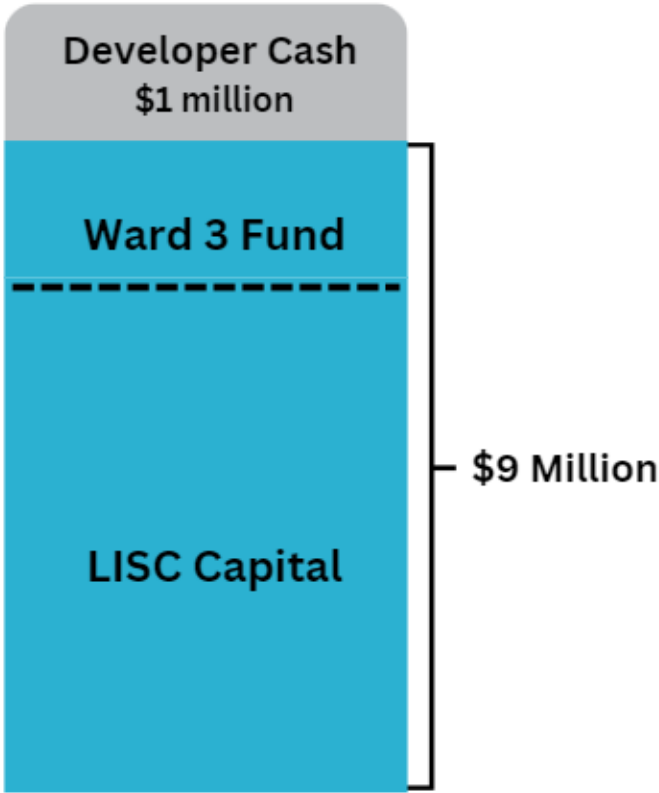 Developer Cash
$1 million
Ward 3 Fund
$9 Million
LISC Capital